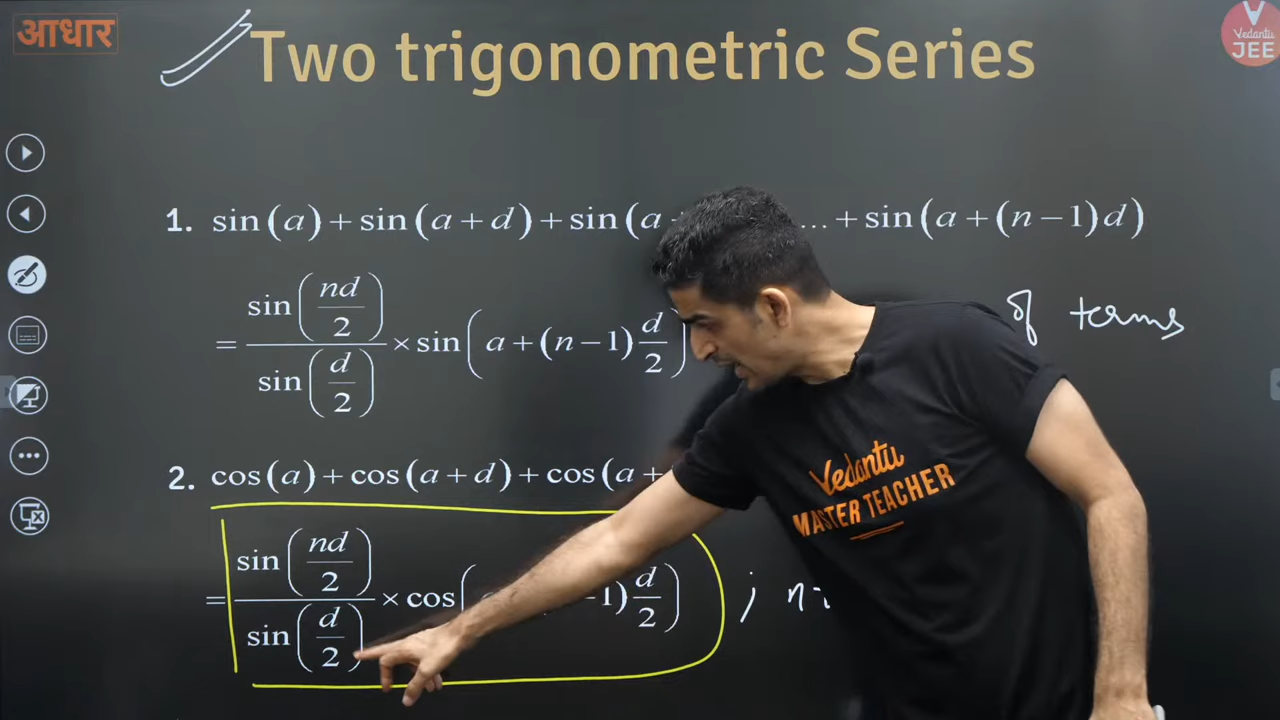 आधार
Two trigonometric Series
Vedantu
JEE
1. sin(a) + sin(a + d) + sin(a ... + sin(a + (n − 1)d)
= sin(nd/2) / sin(d/2) × sin(a + (n − 1) d/2)
of terms
2. cos(a) + cos(a + d) + cos(a +
= sin(nd/2) / sin(d/2) × cos( − 1) d/2) ; n
Vedantu
MASTER TEACHER